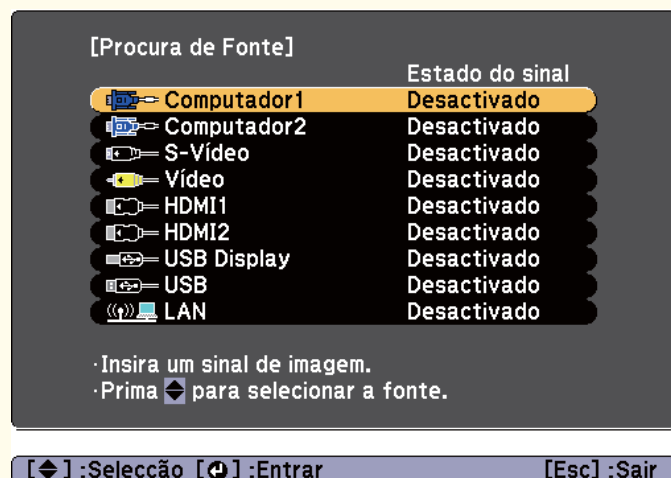 [Procura de Fonte]
Estado do sinal
Computador1 Desactivado
Computador2 Desactivado
S-Vídeo Desactivado
Vídeo Desactivado
HDMI1 Desactivado
HDMI2 Desactivado
USB Display Desactivado
USB Desactivado
LAN Desactivado
·Insira um sinal de imagem.
·Prima para selecionar a fonte.
[ ] :Selecção [ ] :Entrar [Esc] :Sair